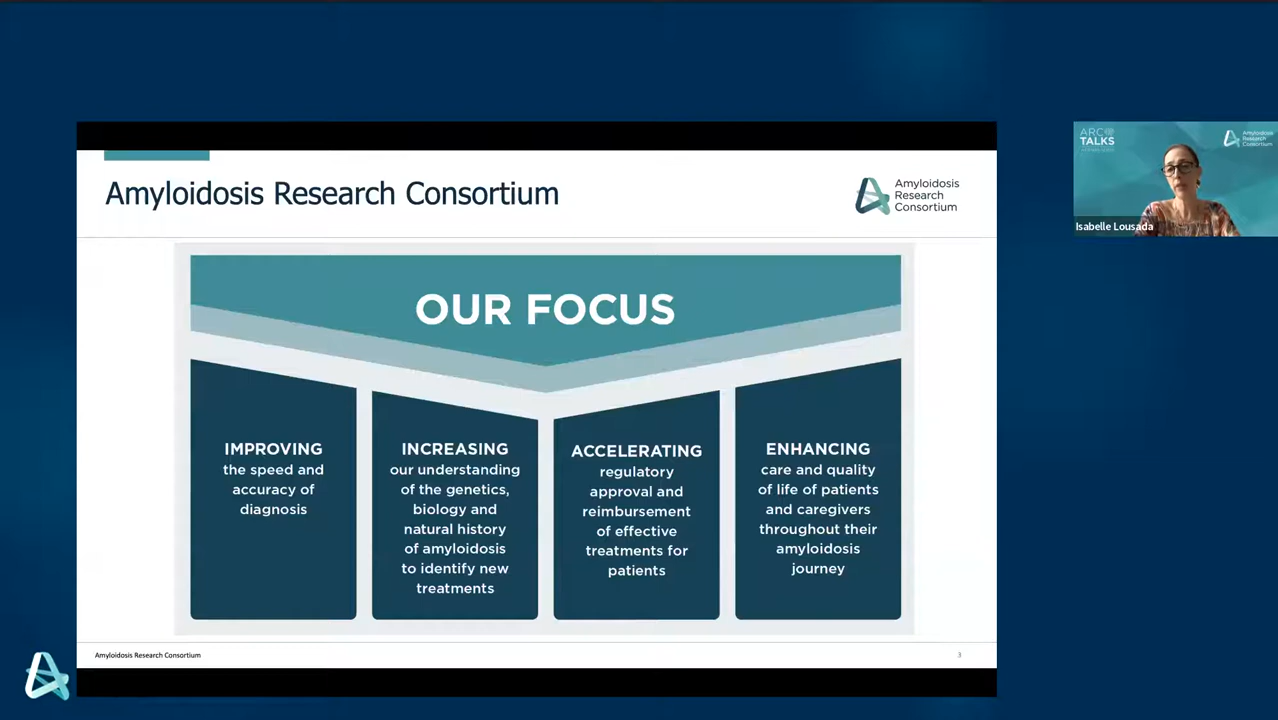 Amyloidosis Research Consortium
Amyloidosis
Research
Consortium
OUR FOCUS
IMPROVING
the speed and
accuracy of
diagnosis
INCREASING
our understanding
of the genetics,
biology and
natural history
of amyloidosis
to identify new
treatments
ACCELERATING
regulatory
approval and
reimbursement
of effective
treatments for
patients
ENHANCING
care and quality
of life of patients
and caregivers
throughout their
amyloidosis
journey
Amyloidosis Research Consortium
3
ARC
TALKS
Amyloidosis
Research
Consortium
Isabelle Lousada